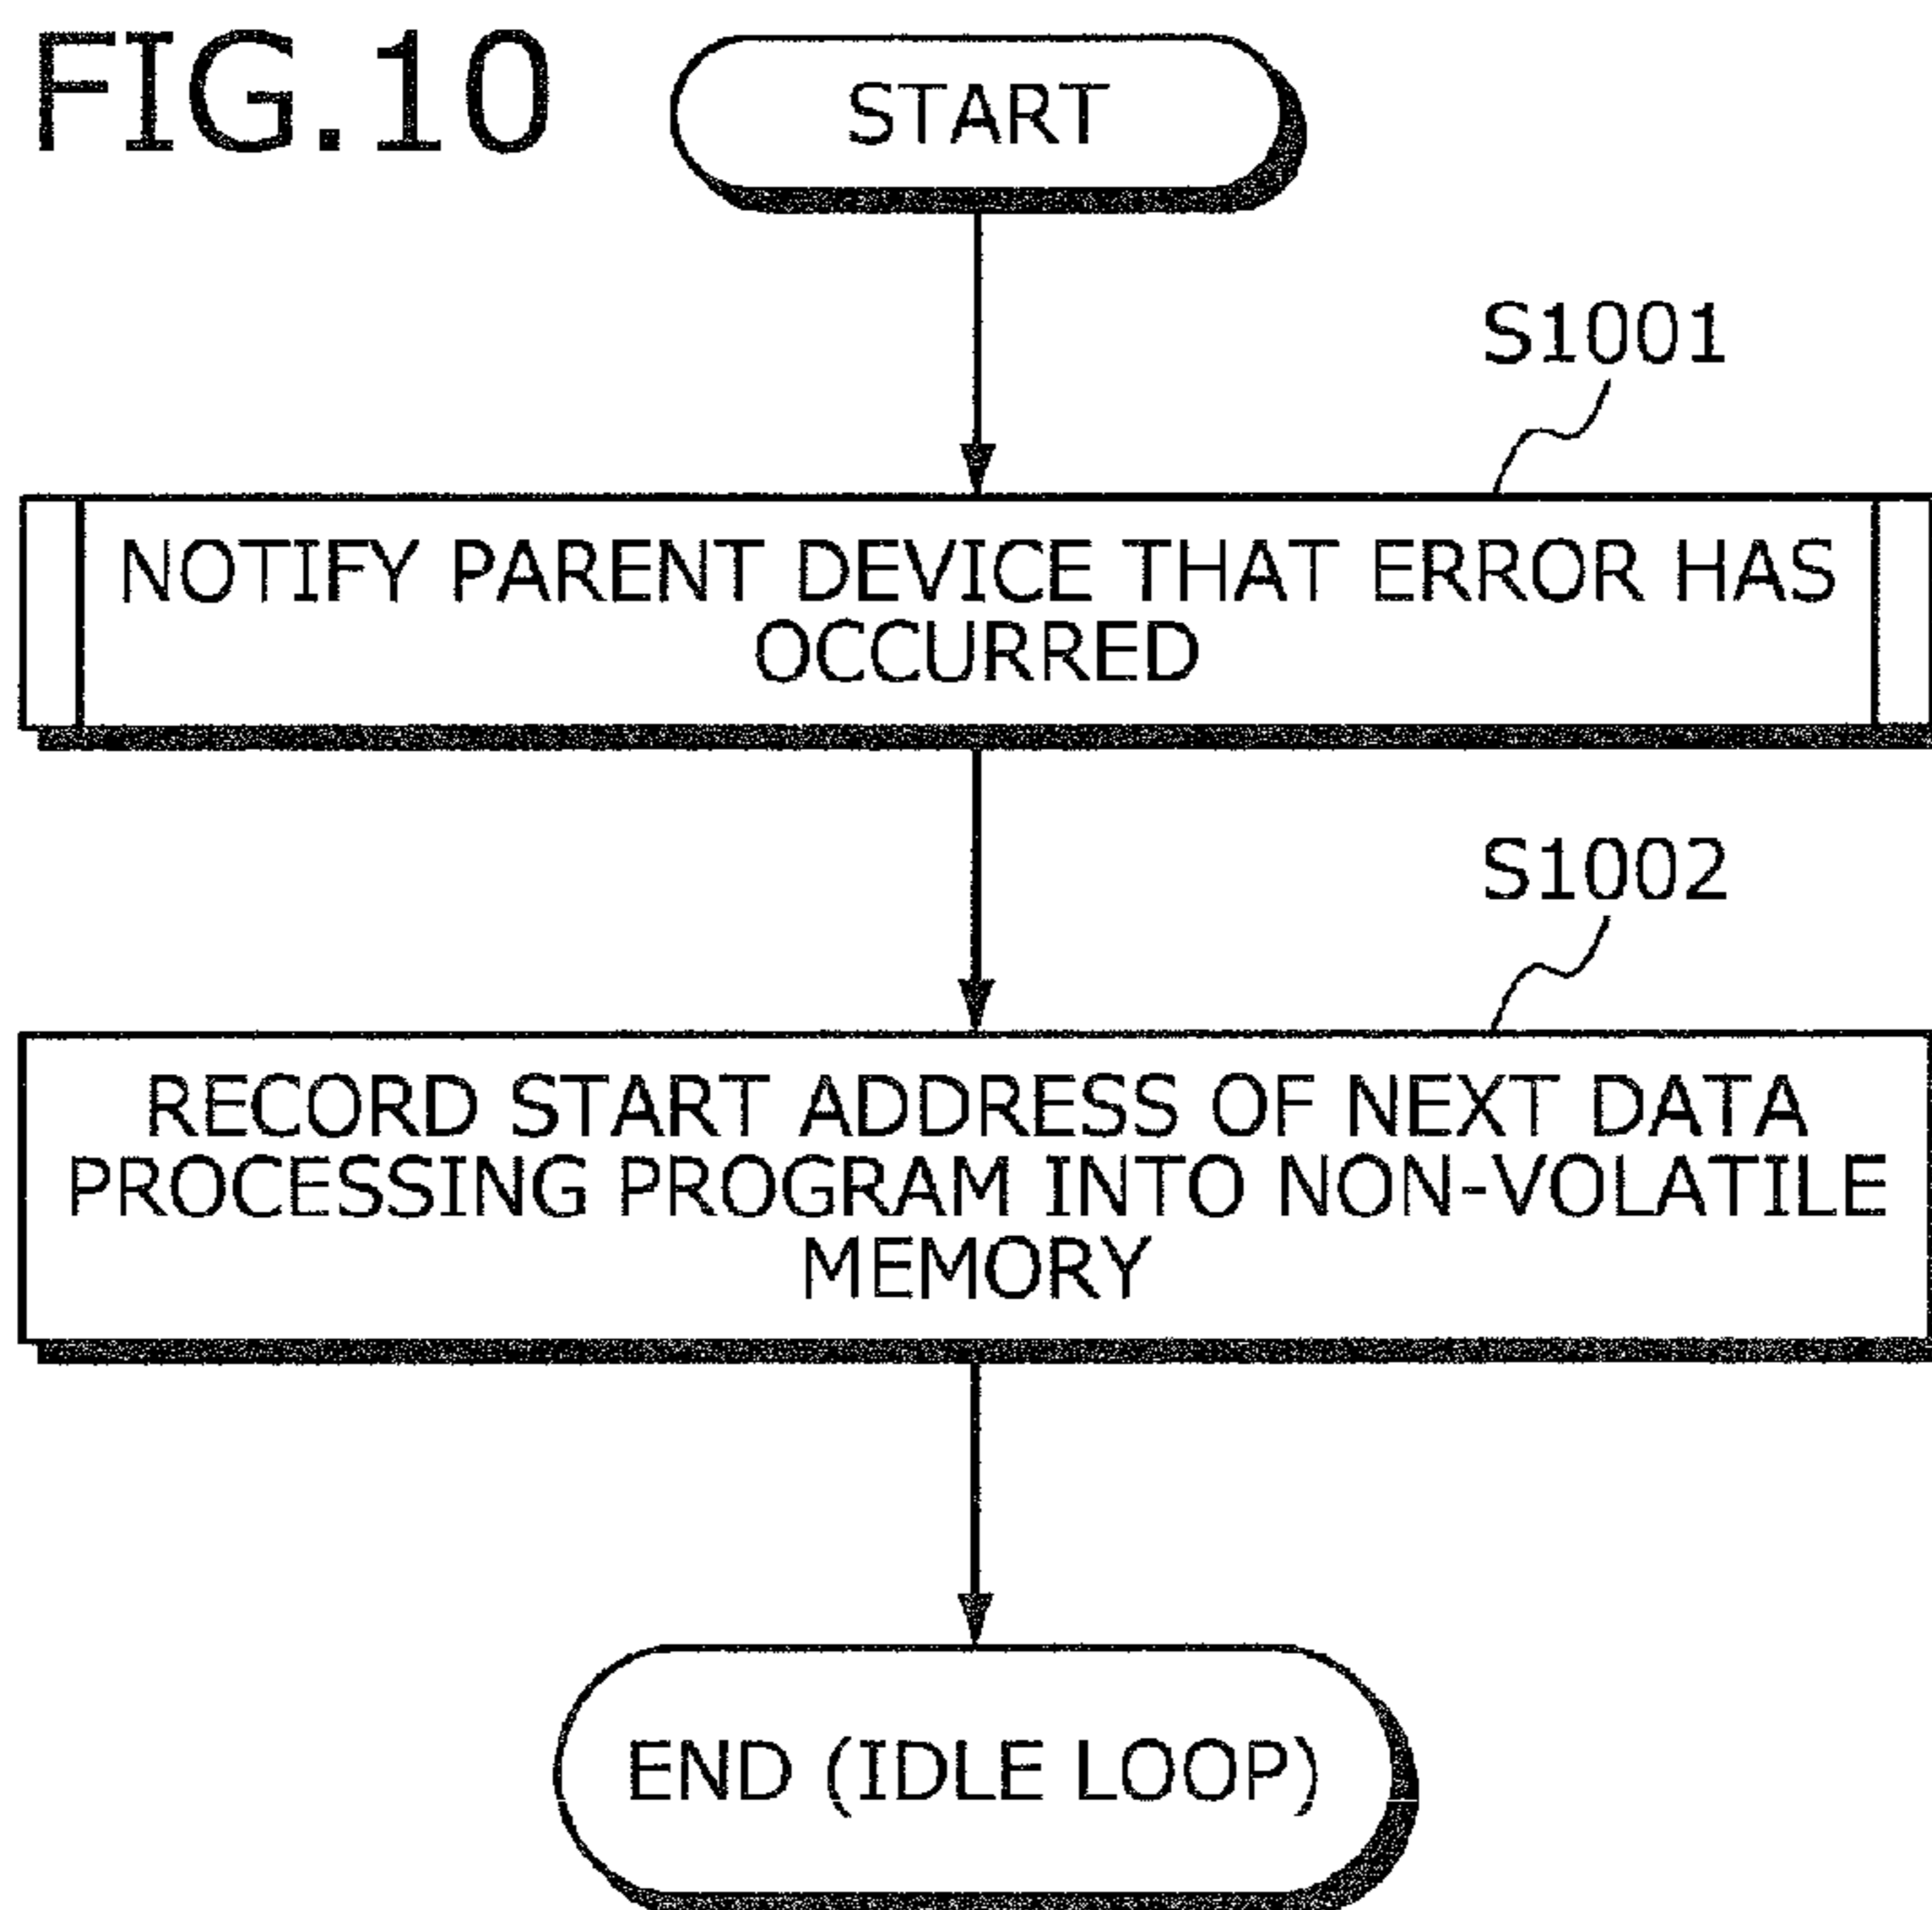 FIG.10
START
S1001
NOTIFY PARENT DEVICE THAT ERROR HAS
OCCURRED
S1002
RECORD START ADDRESS OF NEXT DATA
PROCESSING PROGRAM INTO NON-VOLATILE
MEMORY
END (IDLE LOOP)